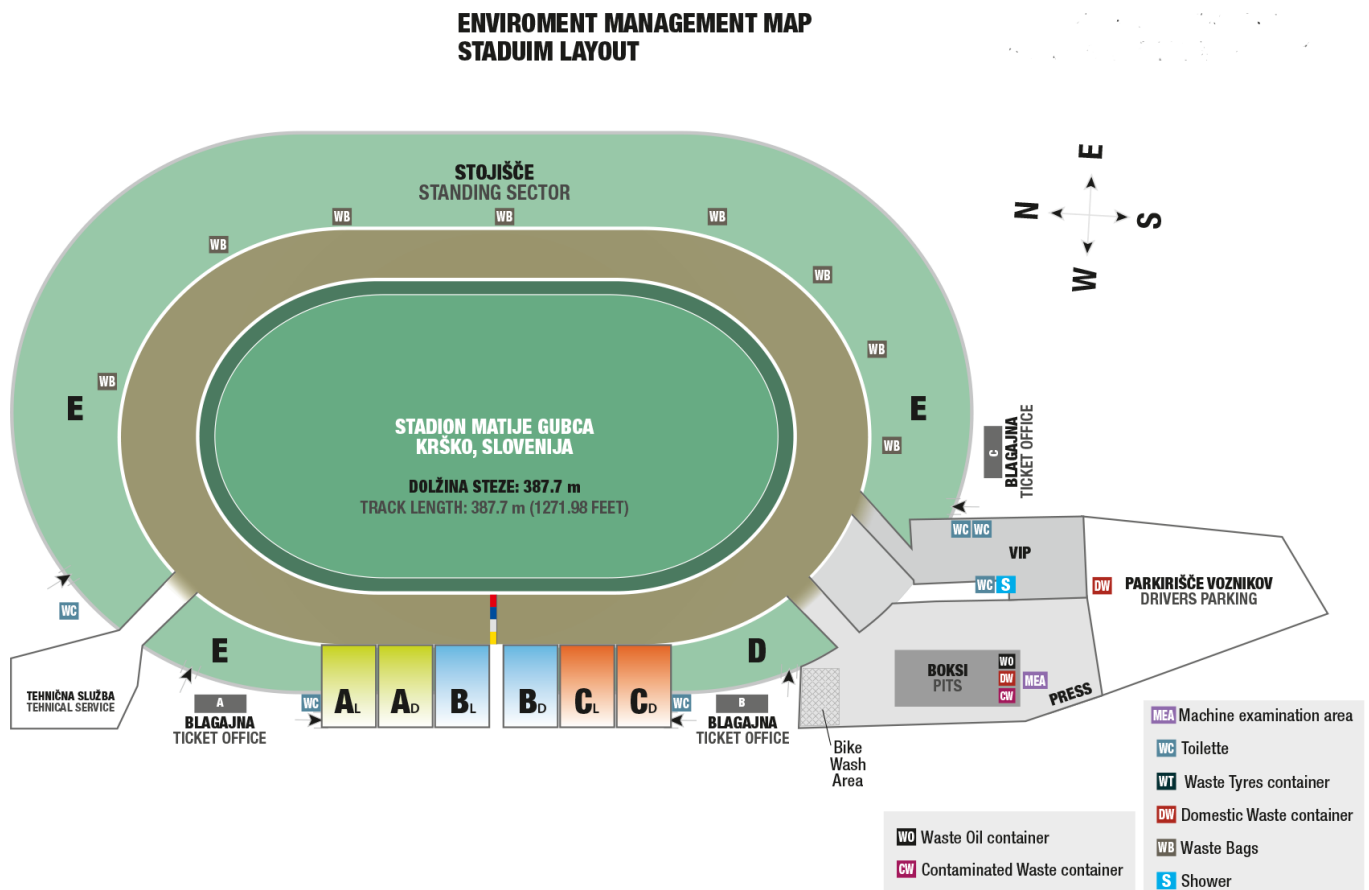 ENVIROMENT MANAGEMENT MAP
STADUIM LAYOUT
STOJIŠČE
STANDING SECTOR
E
N
S
W
WB
WB
WB
WB
WB
WB
WB
WB
WB
E
E
STADION MATIJE GUBCA
KRŠKO, SLOVENIJA
DOLŽINA STEZE: 387.7 m
TRACK LENGTH: 387.7 m (1271.98 FEET)
C
BLAGAJNA
TICKET OFFICE
WC WC
VIP
WC S
DW
PARKIRIŠČE VOZNIKOV
DRIVERS PARKING
WC
E
D
TEHNIČNA SLUŽBA
TEHNICAL SERVICE
A
BLAGAJNA
TICKET OFFICE
WC
AL
AD
BL
BD
CL
CD
WC
B
BLAGAJNA
TICKET OFFICE
BOKSI
PITS
WO
DW
CW
MEA
PRESS
Bike
Wash
Area
MEA Machine examination area
WC Toilette
WT Waste Tyres container
DW Domestic Waste container
WB Waste Bags
S Shower
WO Waste Oil container
CW Contaminated Waste container